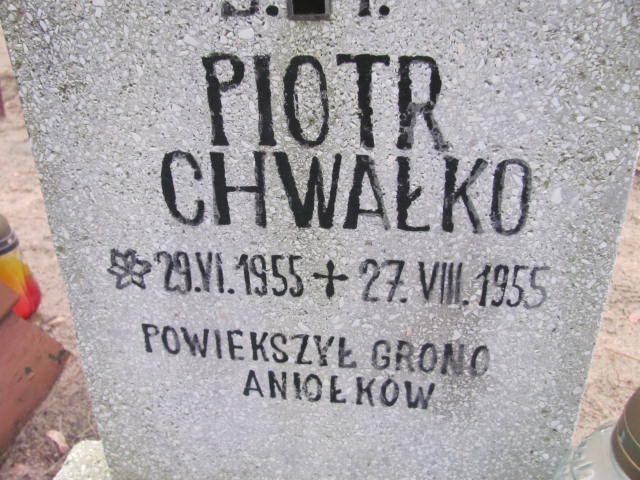 PIOTR
CHWAŁKO
29.VI.1955 + 27.VIII.1955
POWIEKSZYŁ GRONO
ANIOŁKÓW